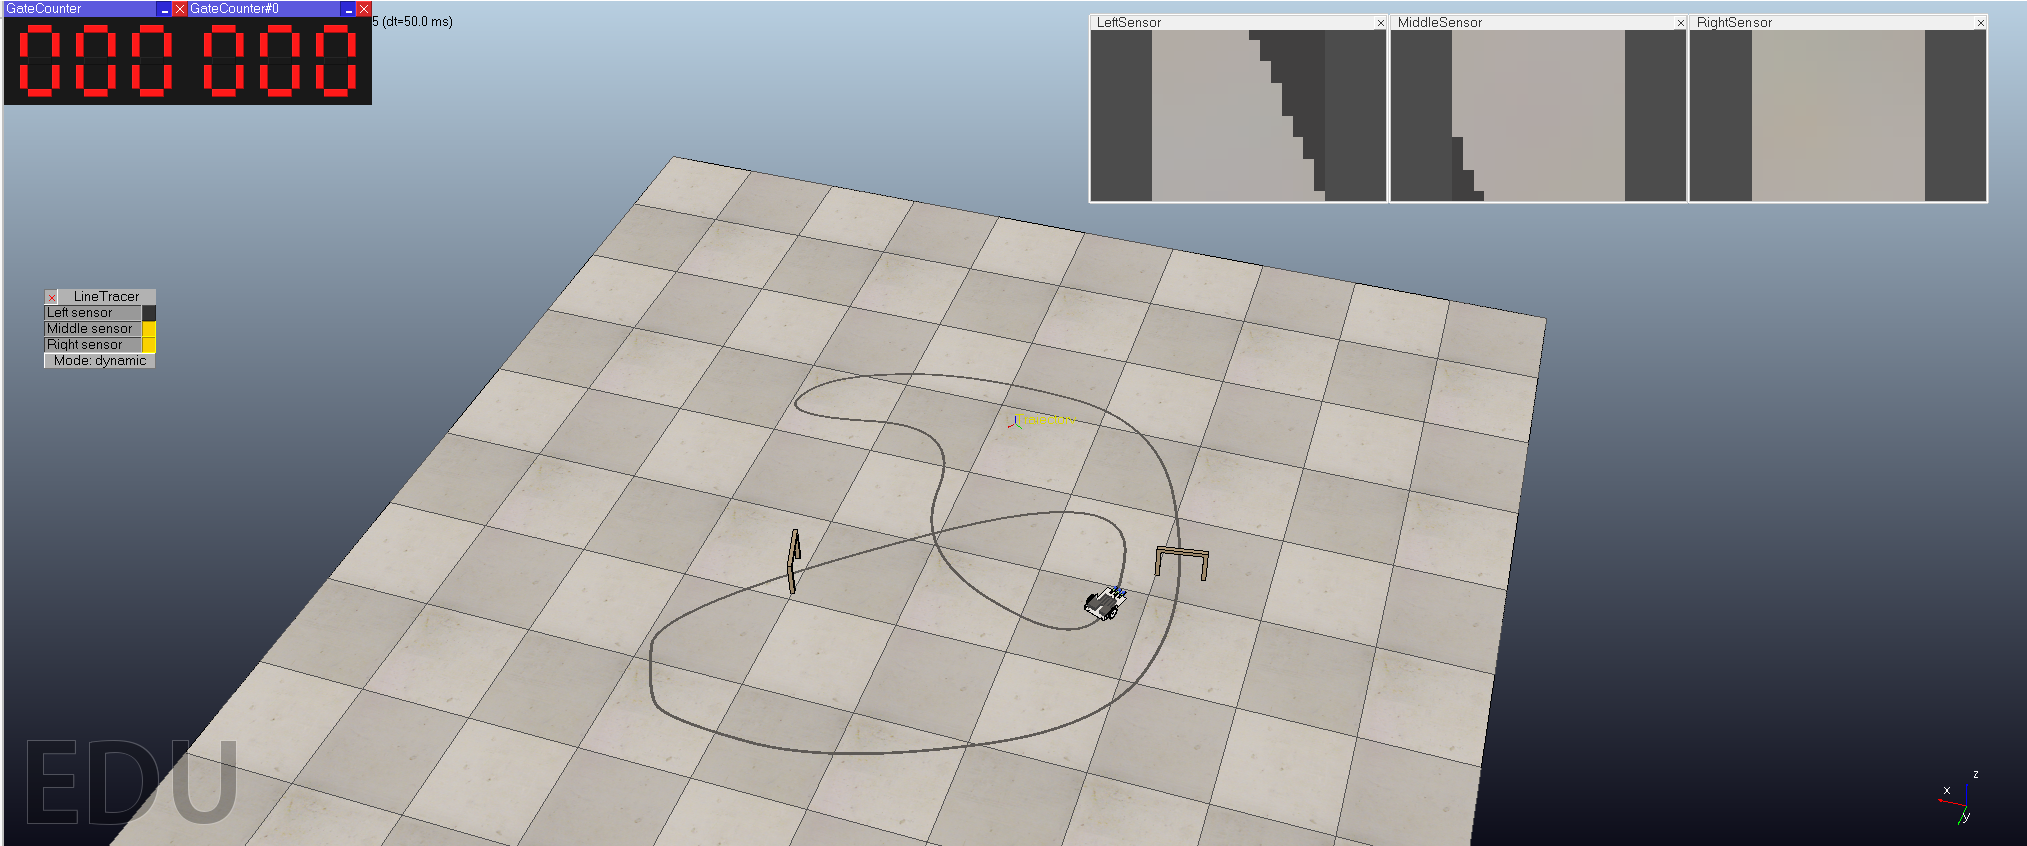 GateCounter
GateCounter#0
000 000
5 (dt=50.0 ms)
LeftSensor
MiddleSensor
RightSensor
LineTracer
Left sensor
Middle sensor
Right sensor
Mode: dynamic
EDU
z
x
y